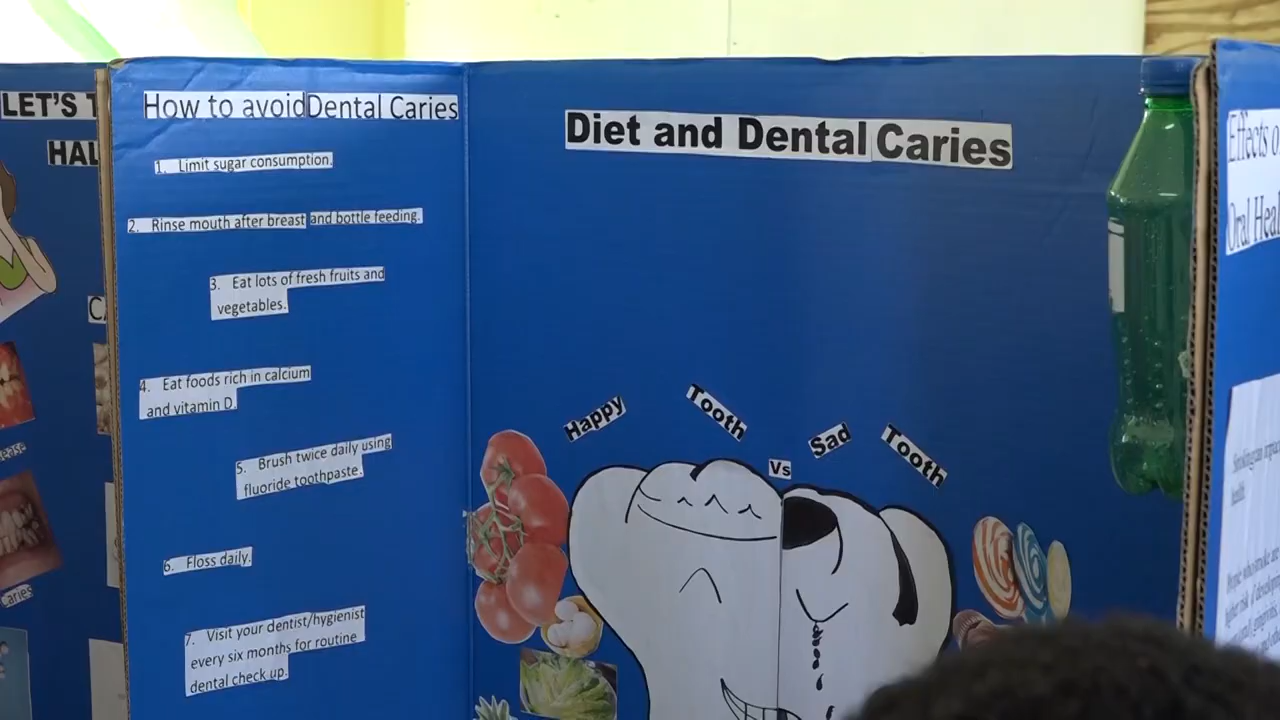 LET'S
How to avoid Dental Caries
1. Limit sugar consumption.
2. Rinse mouth after breast and bottle feeding.
3. Eat lots of fresh fruits and
vegetables.
4. Eat foods rich in calcium
and vitamin D.
5. Brush twice daily using
fluoride toothpaste.
6. Floss daily.
7. Visit your dentist/hygienist
every six months for routine
dental check up.
Caries
Diet and Dental Caries
Happy Tooth
Vs
Sad Tooth
Effects
Oral